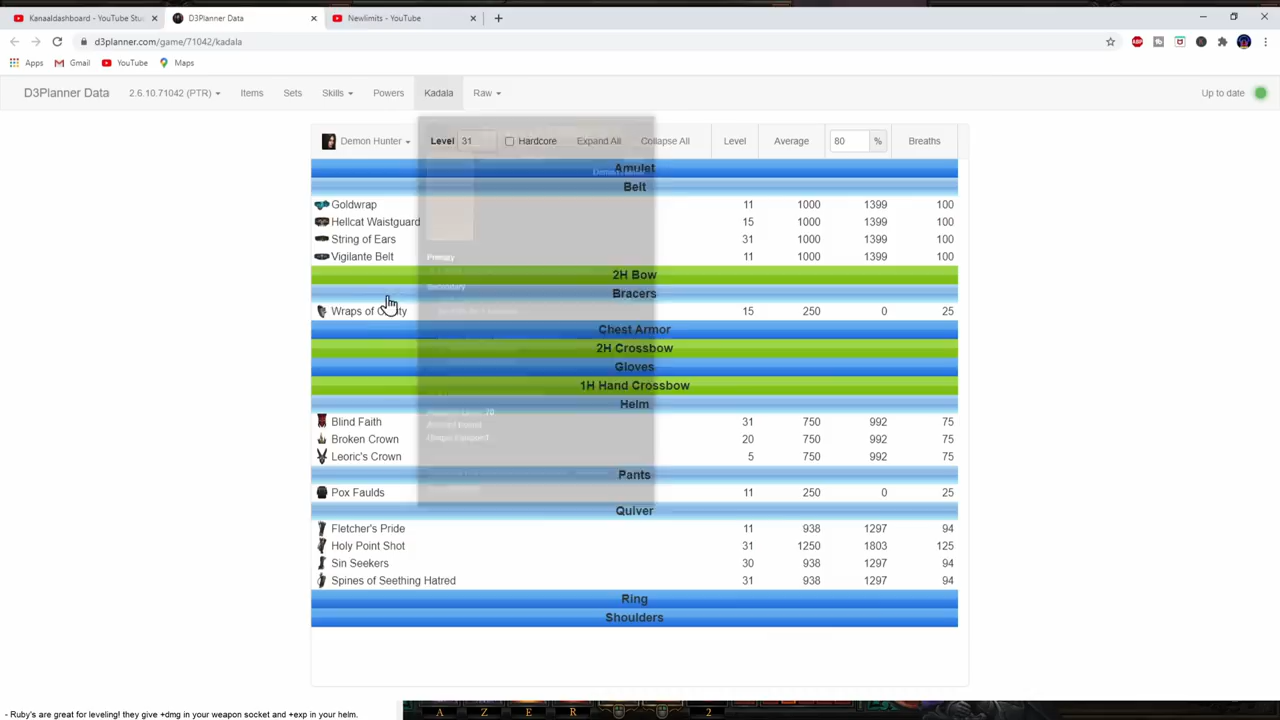 Kanaaldashboard - YouTube Stu
D3Planner Data
Newlimits - YouTube
d3planner.com/game/71042/kadala
Apps Gmail YouTube Maps
D3Planner Data 2.6.10.71042 (PTR) Items Sets Skills Powers Kadala Raw Up to date
Demon Hunter Level 31 Hardcore Expand All Collapse All Level Average 80 % Breaths
Amulet
Belt
Goldwrap 11 1000 1399 100
Hellcat Waistguard 15 1000 1399 100
String of Ears 31 1000 1399 100
Vigilante Belt 11 1000 1399 100
Primary
2H Bow
Secondary
Bracers
Wraps of 15 250 0 25
Chest Armor
2H Crossbow
Gloves
1H Hand Crossbow
Helm
Blind Faith 31 750 992 75
Broken Crown 20 750 992 75
Leoric's Crown 5 750 992 75
Pants
Pox Faulds 11 250 0 25
Quiver
Fletcher's Pride 11 938 1297 94
Holy Point Shot 31 1250 1803 125
Sin Seekers 30 938 1297 94
Spines of Seething Hatred 31 938 1297 94
Ring
Shoulders
- Ruby's are great for leveling! they give +dmg in your weapon socket and +exp in your helm.
A Z E R 2